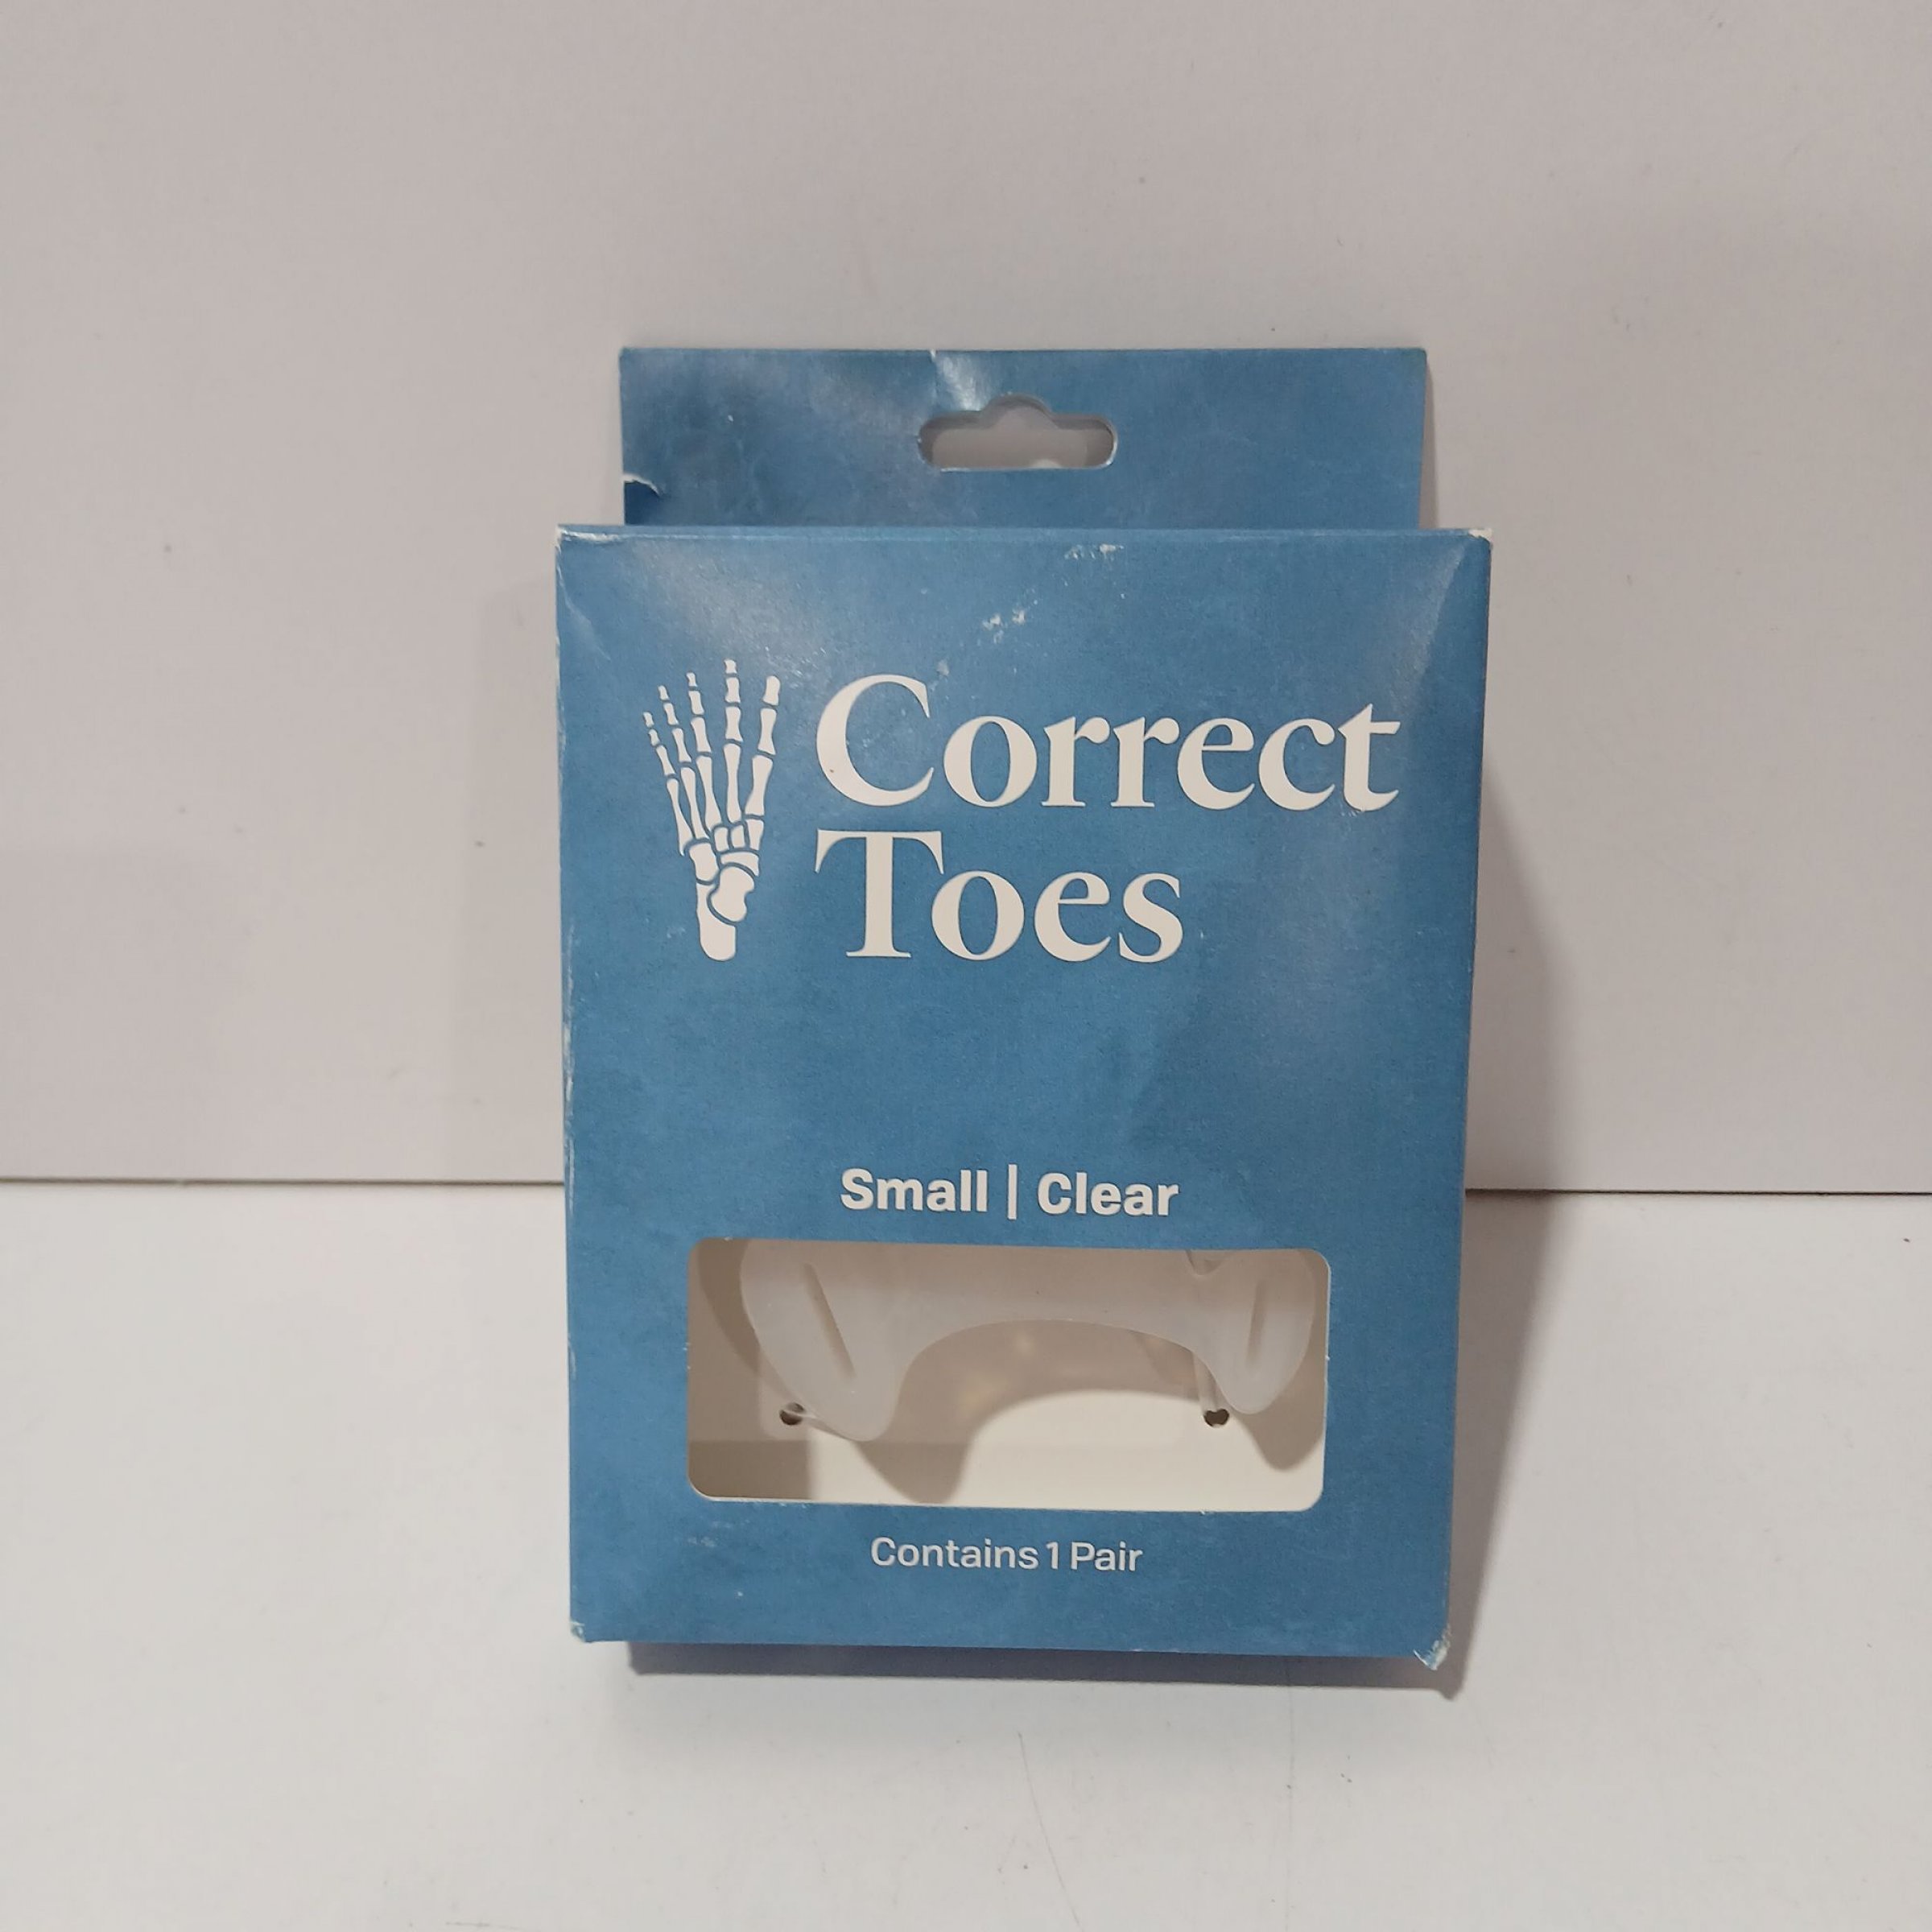 Correct
Toes
Small | Clear
Contains 1 Pair